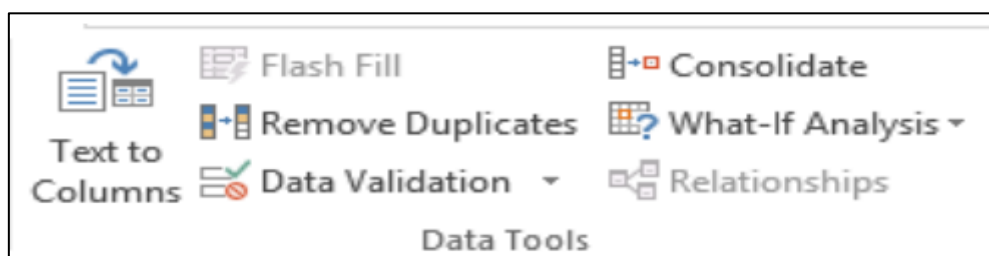 Text to
Columns
Flash Fill
Remove Duplicates
Data Validation
Consolidate
What-If Analysis
Relationships
Data Tools